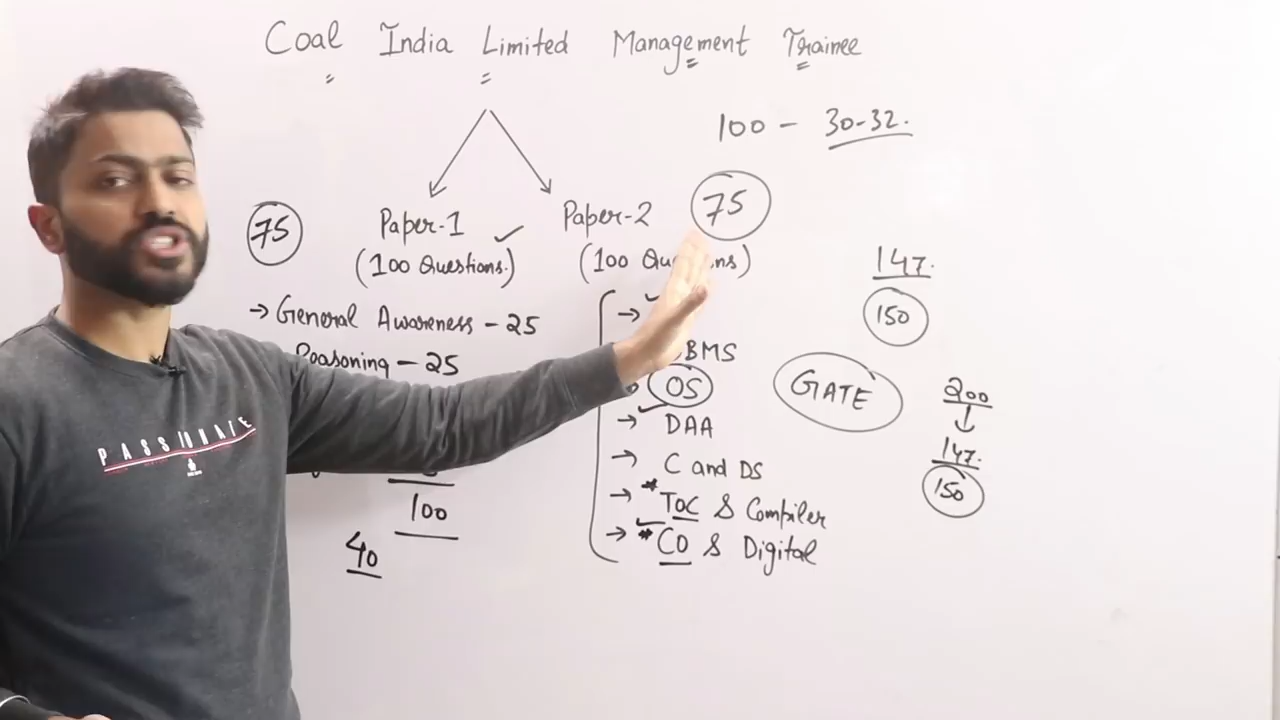 Coal India Limited Management Trainee
100 - 30-32.
75 Paper-1 Paper-2 75
(100 Questions.) (100
147.
150
→ General Awareness - 25
Reasoning - 25
100
40
→
BMS
OS
→ DAA
→ C and DS
→ * TOC & Compiler
→ * CO & Digital
GATE
200
↓
147.
150
PASSIONATE